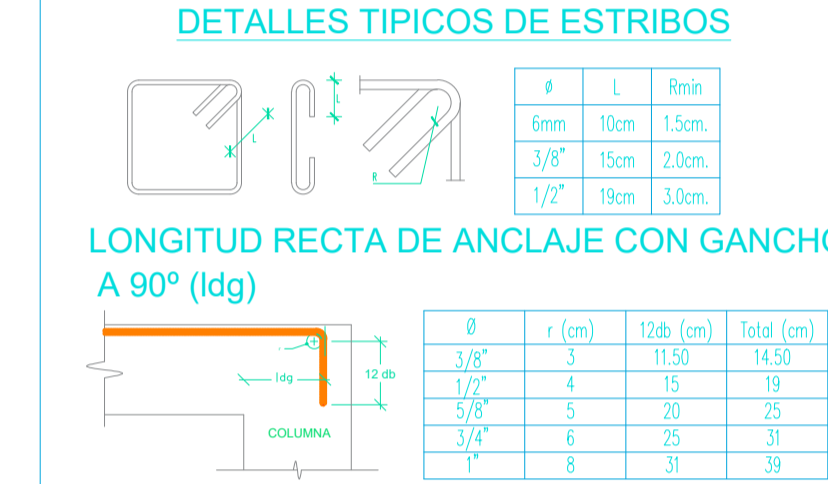 DETALLES TIPICOS DE ESTRIBOS
L
L
R
Ø L Rmin
6mm 10cm 1.5cm.
3/8" 15cm 2.0cm.
1/2" 19cm 3.0cm.
LONGITUD RECTA DE ANCLAJE CON GANCHO
A 90º (ldg)
ldg
12 db
COLUMNA
Ø r (cm) 12db (cm) Total (cm)
3/8" 3 11.50 14.50
1/2" 4 15 19
5/8" 5 20 25
3/4" 6 25 31
1" 8 31 39